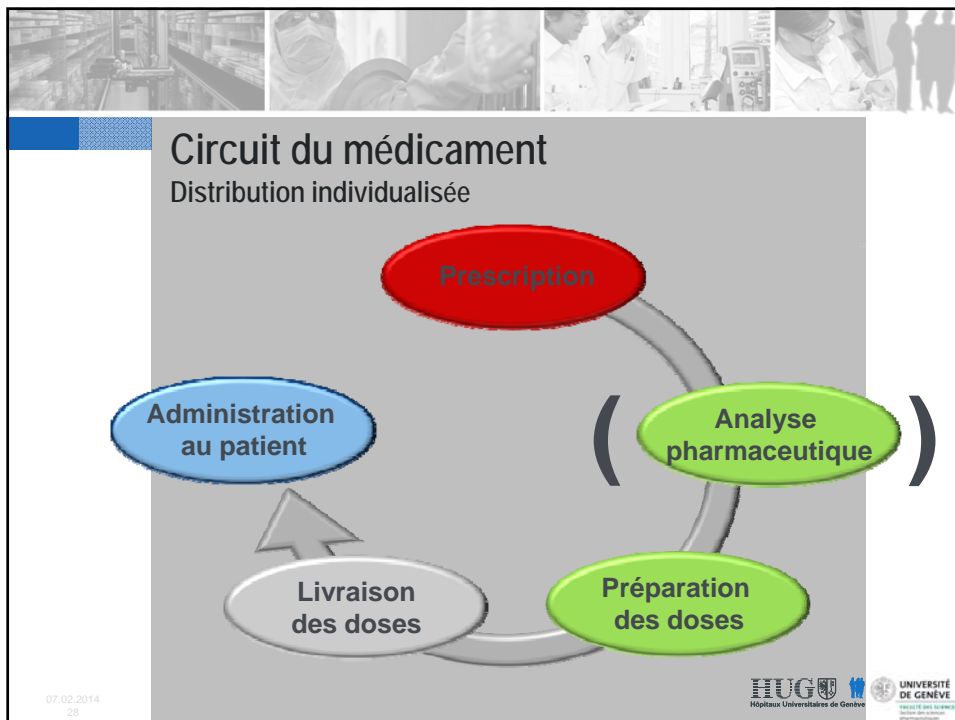 Circuit du médicament
Distribution individualisée
Prescription
Administration
au patient
(
Analyse
pharmaceutique
)
Livraison
des doses
Préparation
des doses
07.02.2014
28
HUG
Hôpitaux Universitaires de Genève
UNIVERSITÉ
DE GENÈVE
FACULTÉ DES SCIENCES
Section des sciences
pharmaceutiques